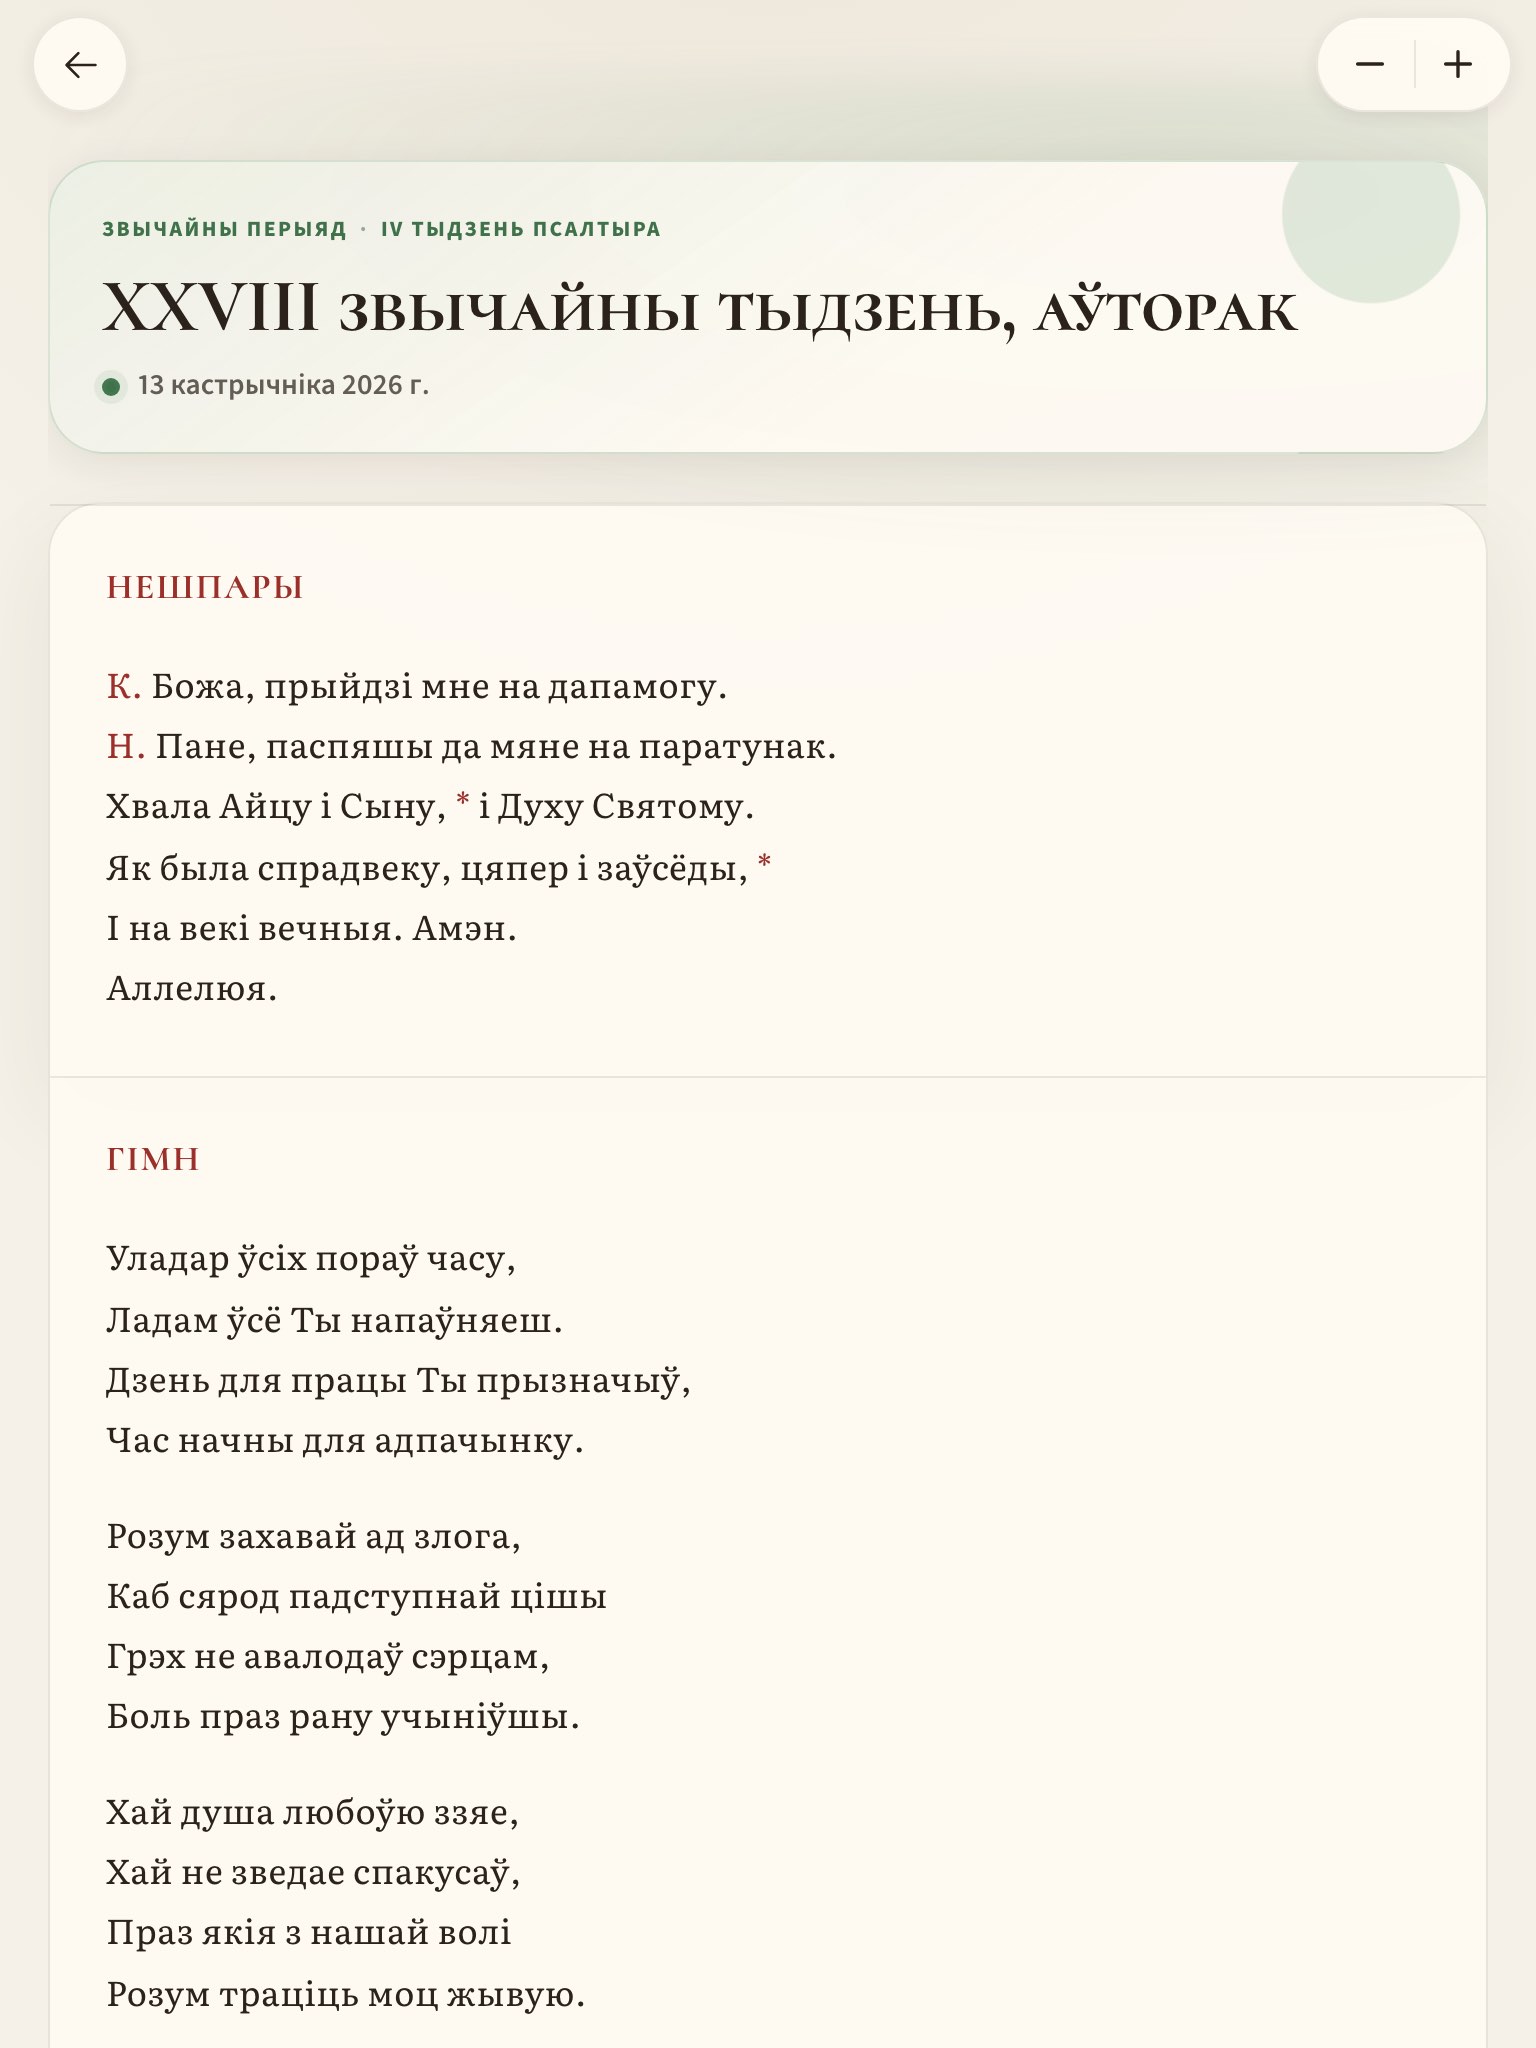 ЗВЫЧАЙНЫ ПЕРЫЯД · IV ТЫДЗЕНЬ ПСАЛТЫРА
XXVIII ЗВЫЧАЙНЫ ТЫДЗЕНЬ, АЎТОРАК
13 кастрычніка 2026 г.
НЕШПАРЫ
К. Божа, прыйдзі мне на дапамогу.
Н. Пане, паспяшы да мяне на паратунак.
Хвала Айцу і Сыну, * і Духу Святому.
Як была спрадвеку, цяпер і заўсёды, *
І на векі вечныя. Амэн.
Аллелюя.
ГІМН
Уладар ўсіх пораў часу,
Ладам ўсё Ты напаўняеш.
Дзень для працы Ты прызначыў,
Час начны для адпачынку.
Розум захавай ад злога,
Каб сярод падступнай цішы
Грэх не авалодаў сэрцам,
Боль праз рану учыніўшы.
Хай душа любоўю ззяе,
Хай не зведае спакусаў,
Праз якія з нашай волі
Розум траціць моц жывую.